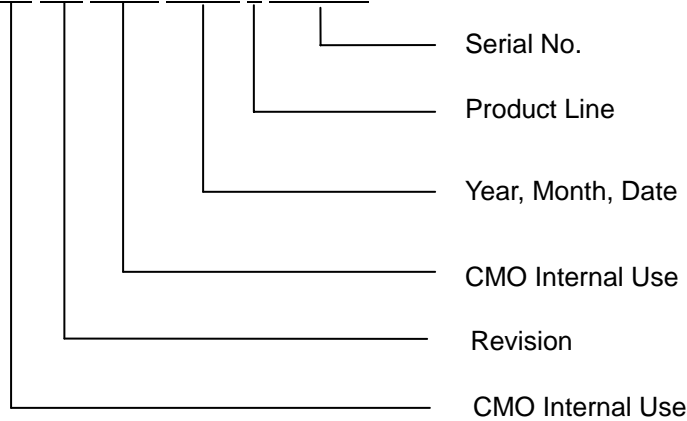 Serial No.
Product Line
Year, Month, Date
CMO Internal Use
Revision
CMO Internal Use